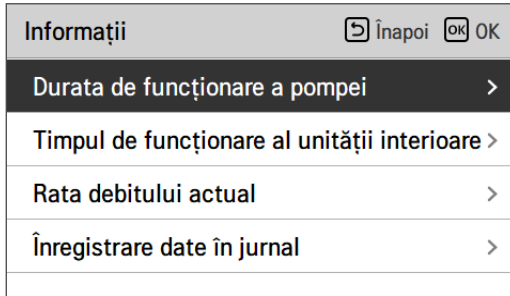 Informații Înapoi OK OK
Durata de funcționare a pompei
Timpul de funcționare al unității interioare
Rata debitului actual
Înregistrare date în jurnal